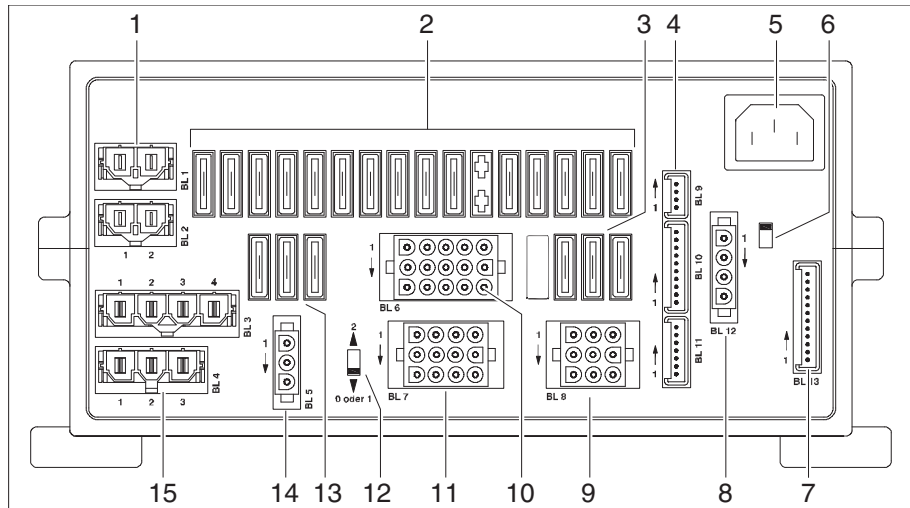 1 2 3 4 5 6
BL 1
BL 2
1 2
1 2 3 4
BL 3
BL 4
1 2 3
1
BL 5
2
0 oder 1
1
BL 6
1
BL 7
1
BL 8
1
BL 9
1
BL 10
1
BL 11
1
BL 12
1
BL 13
15 14 13 12 11 10 9 8 7